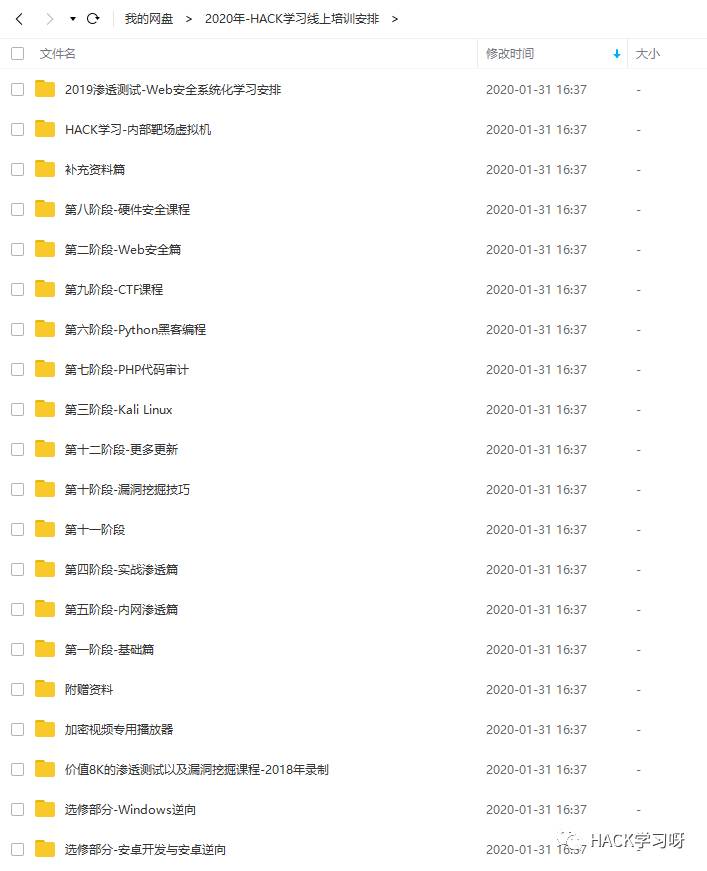 我的网盘 > 2020年-HACK学习线上培训安排 >
文件名 修改时间 大小
2019渗透测试-Web安全系统化学习安排 2020-01-31 16:37 -
HACK学习-内部靶场虚拟机 2020-01-31 16:37 -
补充资料篇 2020-01-31 16:37 -
第八阶段-硬件安全课程 2020-01-31 16:37 -
第二阶段-Web安全篇 2020-01-31 16:37 -
第九阶段-CTF课程 2020-01-31 16:37 -
第六阶段-Python黑客编程 2020-01-31 16:37 -
第七阶段-PHP代码审计 2020-01-31 16:37 -
第三阶段-Kali Linux 2020-01-31 16:37 -
第十二阶段-更多更新 2020-01-31 16:37 -
第十阶段-漏洞挖掘技巧 2020-01-31 16:37 -
第十一阶段 2020-01-31 16:37 -
第四阶段-实战渗透篇 2020-01-31 16:37 -
第五阶段-内网渗透篇 2020-01-31 16:37 -
第一阶段-基础篇 2020-01-31 16:37 -
附赠资料 2020-01-31 16:37 -
加密视频专用播放器 2020-01-31 16:37 -
价值8K的渗透测试以及漏洞挖掘课程-2018年录制 2020-01-31 16:37 -
选修部分-Windows逆向 2020-01-31 16:37 -
选修部分-安卓开发与安卓逆向 2020-01-31 16:37 -
HACK学习呀